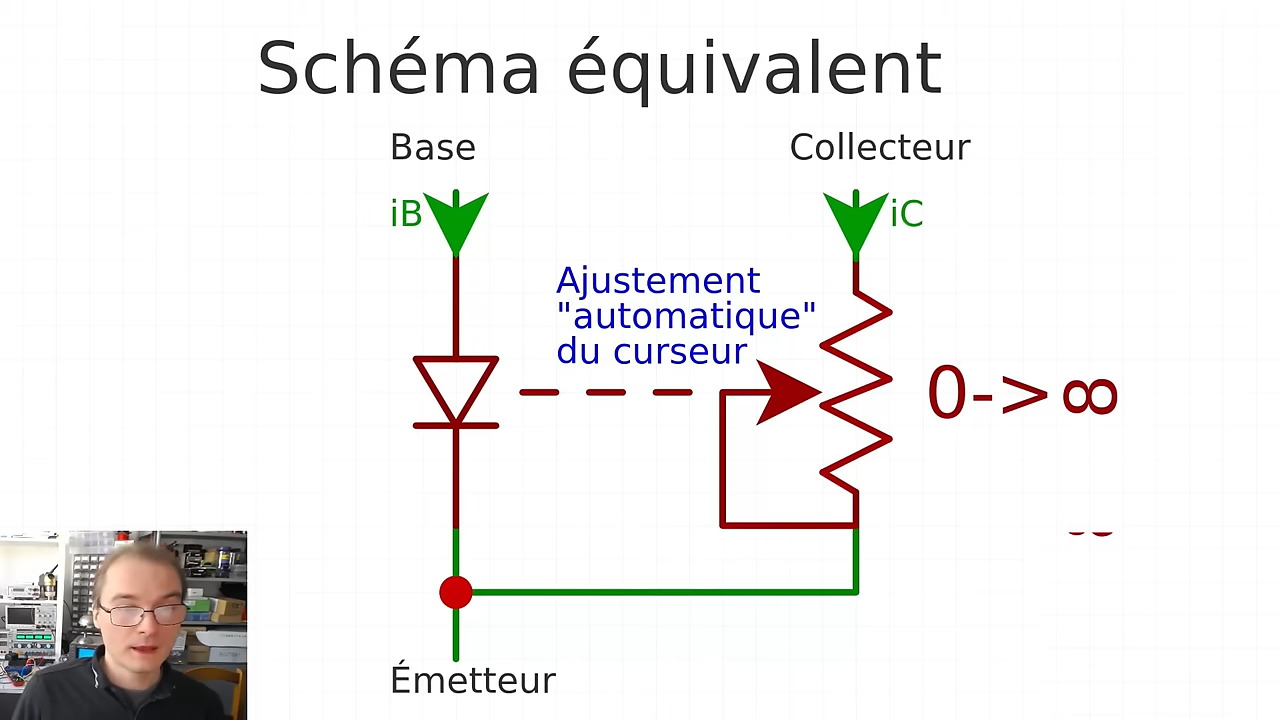 Schéma équivalent
Base
Collecteur
iB
iC
Ajustement
"automatique"
du curseur
0->∞
Émetteur